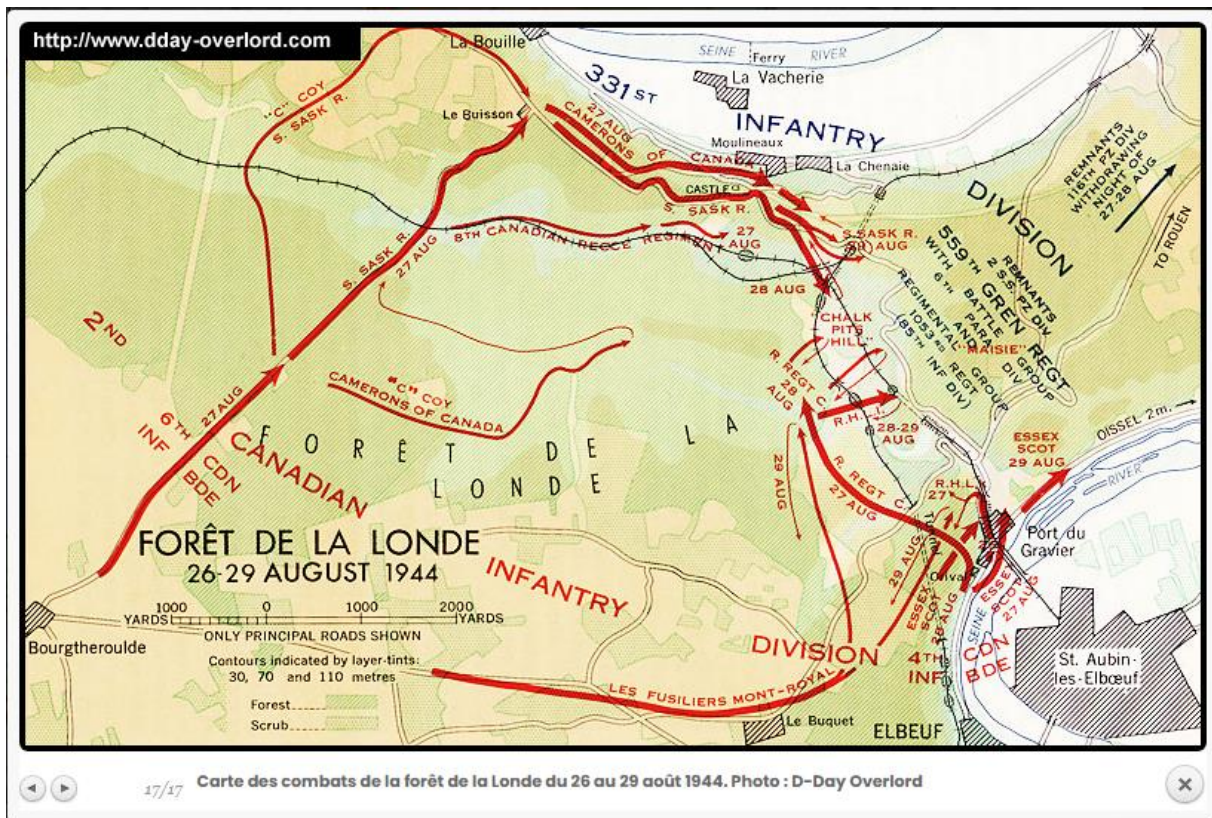 http://www.dday-overlord.com
La Bouille
SEINE Ferry RIVER
La Vacherie
331ST
INFANTRY
DIVISION
"C" COY
S. SASK R.
Le Buisson
27 AUG
CAMERONS OF CANADA
Moulineaux
La Chenaie
CASTLE
S. SASK R.
REMNANTS
116TH PZ DIV
WITHDRAWING
NIGHT OF
27-28 AUG
TO ROUEN
S. SASK R.
27 AUG
8TH CANADIAN RECCE REGIMENT
27
AUG
S. SASK R.
28 AUG
REMNANTS
2 S.S. PZ DIV
559TH GREN REGT
WITH BATTLE GROUP
6TH PARA DIV
AND
REGIMENTAL GROUP
1053RD REGT
(85TH INF DIV)
"MAISIE"
CHALK
PITS
HILL"
R. REGT C.
28
AUG
R.H.L.I.
28-29
AUG
2ND
CANADIAN
INFANTRY
DIVISION
6TH
INF
CDN
BDE
27 AUG
"C" COY
CAMERONS OF CANADA
FORÊT DE LA
LONDE
29 AUG
R. REGT C.
27 AUG
R.H.L.I.
27
ESSEX
SCOT
29 AUG
OISSEL 2m.
RIVER
Port du
Gravier
Tunnel
Orival
29 AUG
ESSEX
SCOT
28 AUG
ESSEX
SCOT
27 AUG
SEINE
4TH
INF
CDN
BDE
FORÊT DE LA LONDE
26-29 AUGUST 1944
1000 0 1000 2000
YARDS YARDS
ONLY PRINCIPAL ROADS SHOWN
Contours indicated by layer-tints:
30, 70 and 110 metres
Forest
Scrub
Bourgtheroulde
LES FUSILIERS MONT-ROYAL
Le Buquet
ELBEUF
St. Aubin-
les-Elbœuf
17/17 Carte des combats de la forêt de la Londe du 26 au 29 août 1944. Photo : D-Day Overlord